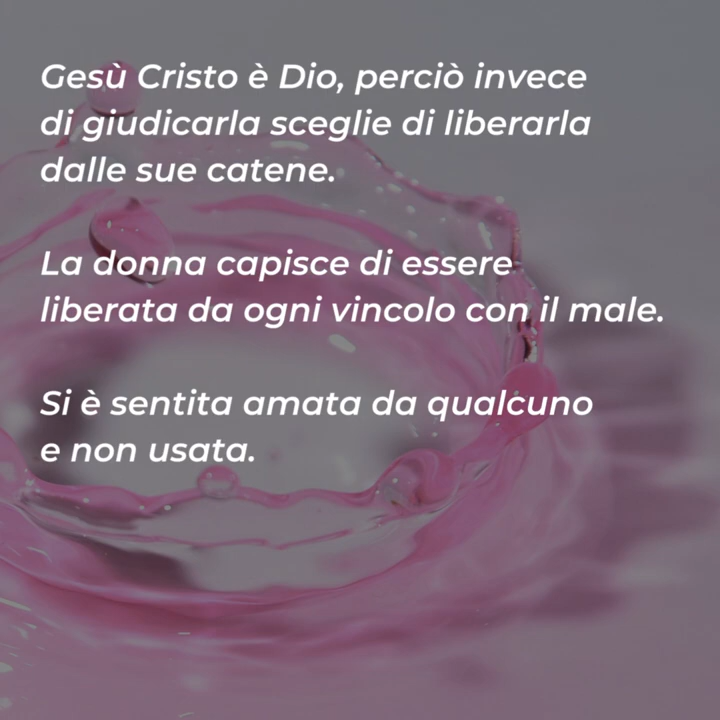 Gesù Cristo è Dio, perciò invece
di giudicarla sceglie di liberarla
dalle sue catene.
La donna capisce di essere
liberata da ogni vincolo con il male.
Si è sentita amata da qualcuno
e non usata.